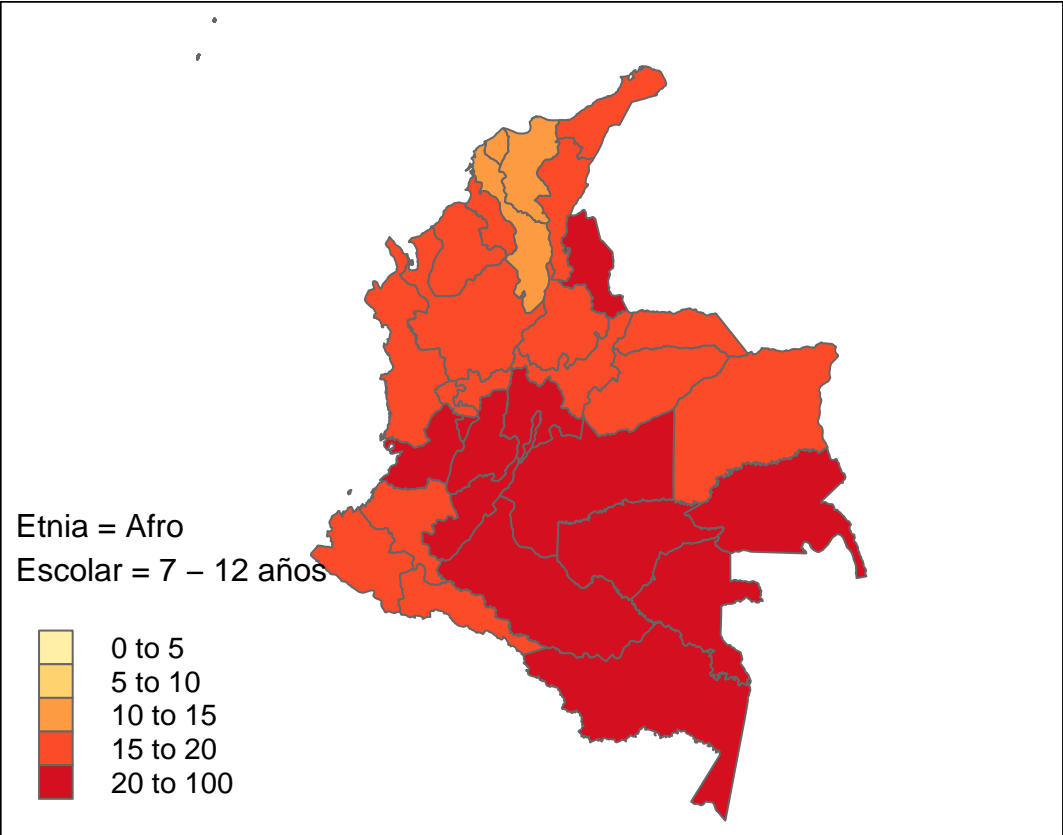 Etnia = Afro
Escolar = 7 – 12 años
0 to 5
5 to 10
10 to 15
15 to 20
20 to 100